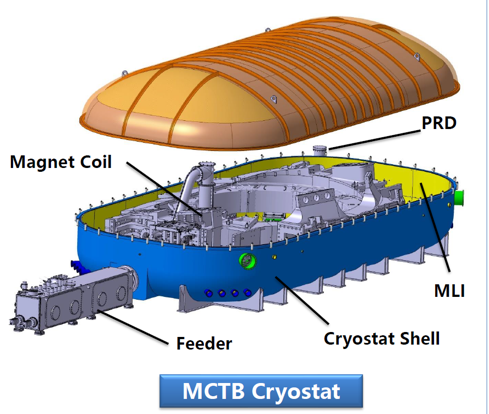 PRD
Magnet Coil
MLI
Cryostat Shell
Feeder
MCTB Cryostat